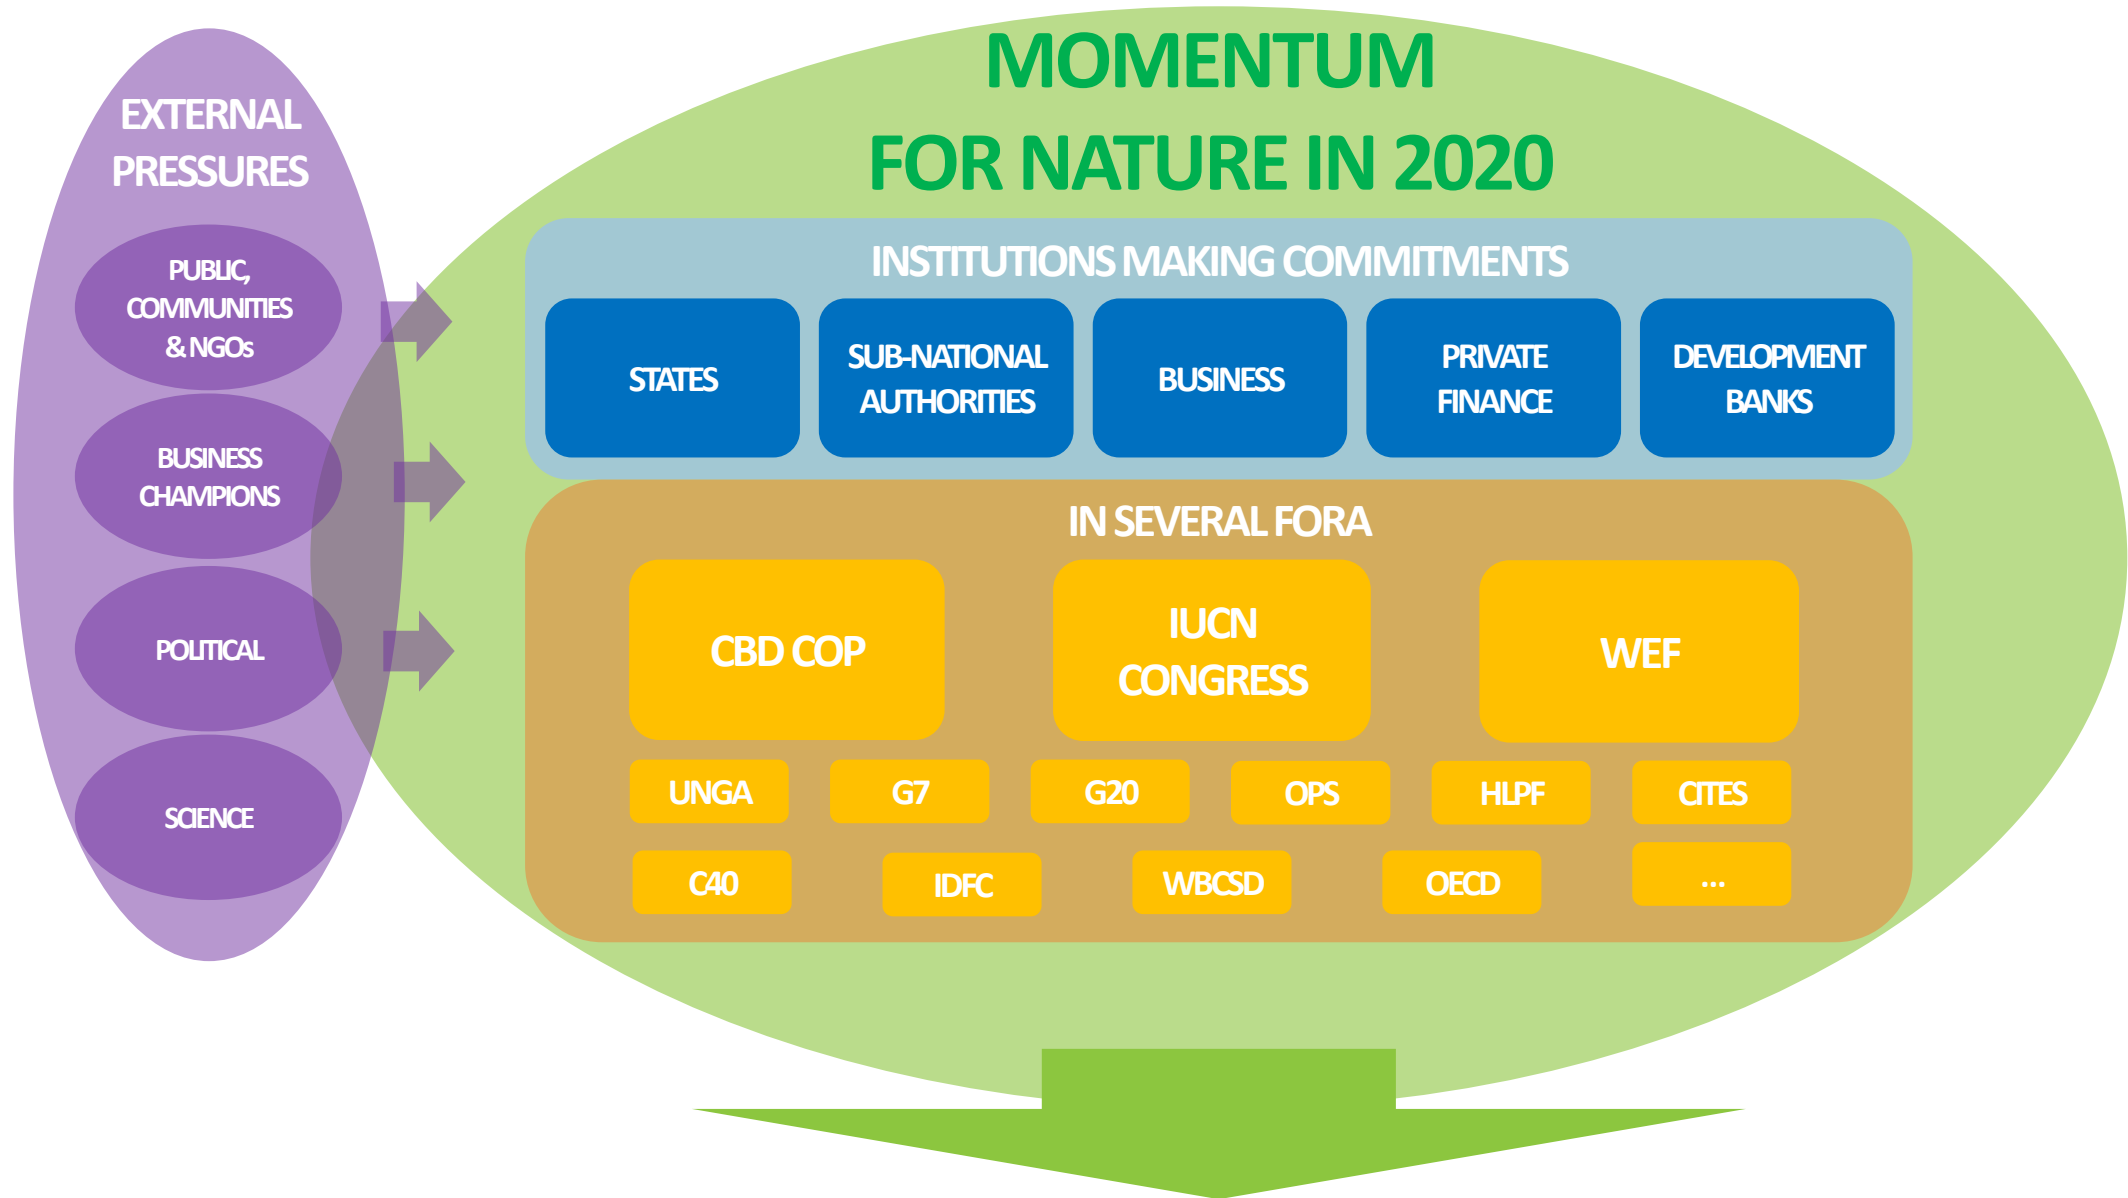 MOMENTUM
FOR NATURE IN 2020
EXTERNAL
PRESSURES
PUBLIC,
COMMUNITIES
& NGOs
BUSINESS
CHAMPIONS
POLITICAL
SCIENCE
INSTITUTIONS MAKING COMMITMENTS
STATES
SUB-NATIONAL
AUTHORITIES
BUSINESS
PRIVATE
FINANCE
DEVELOPMENT
BANKS
IN SEVERAL FORA
CBD COP
IUCN
CONGRESS
WEF
UNGA
G7
G20
OPS
HLPF
CITES
C40
IDFC
WBCSD
OECD
...